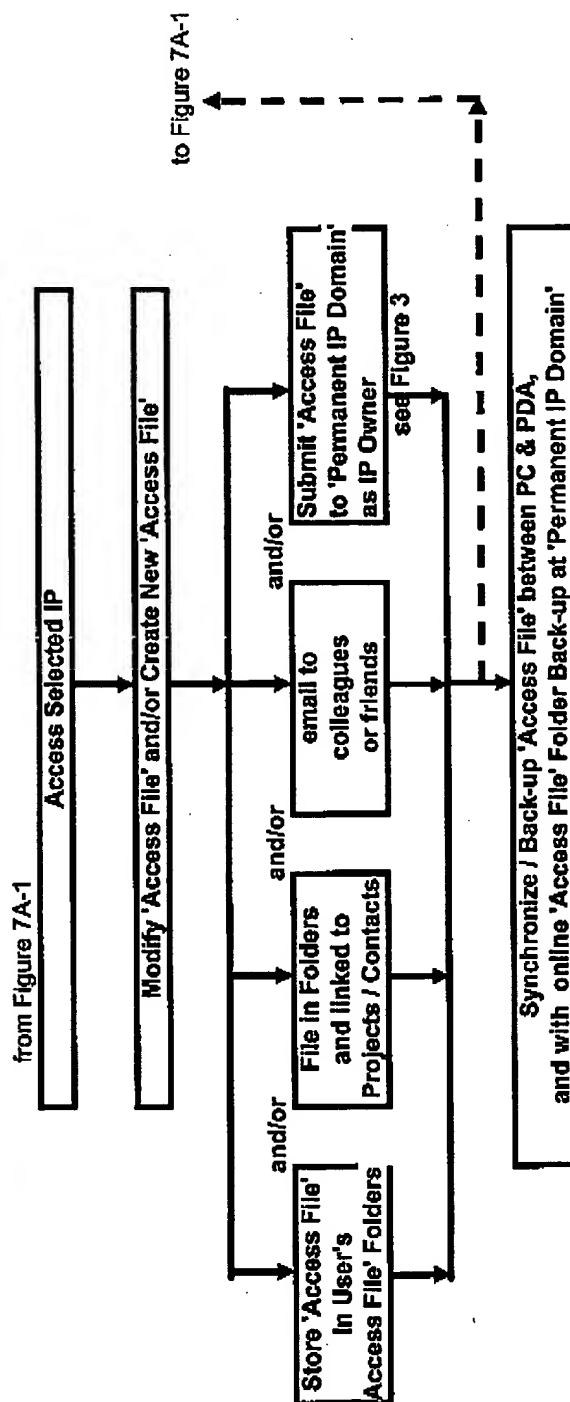 from Figure 7A-1
to Figure 7A-1
Access Selected IP
Modify 'Access File' and/or Create New 'Access File'
Store 'Access File'
In User's
Access File' Folders
and/or
File in Folders
and linked to
Projects / Contacts
and/or
email to
colleagues
or friends
and/or
Submit 'Access File'
to 'Permanent IP Domain'
as IP Owner
see Figure 3
Synchronize / Back-up 'Access File' between PC & PDA,
and with online 'Access File' Folder Back-up at 'Permanent IP Domain'